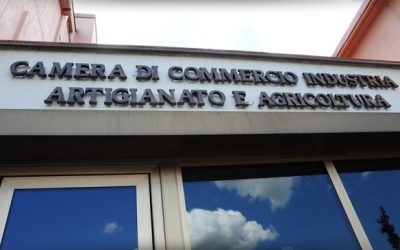 CAMERA DI COMMERCIO INDUSTRIA
ARTIGIANATO E AGRICOLTURA